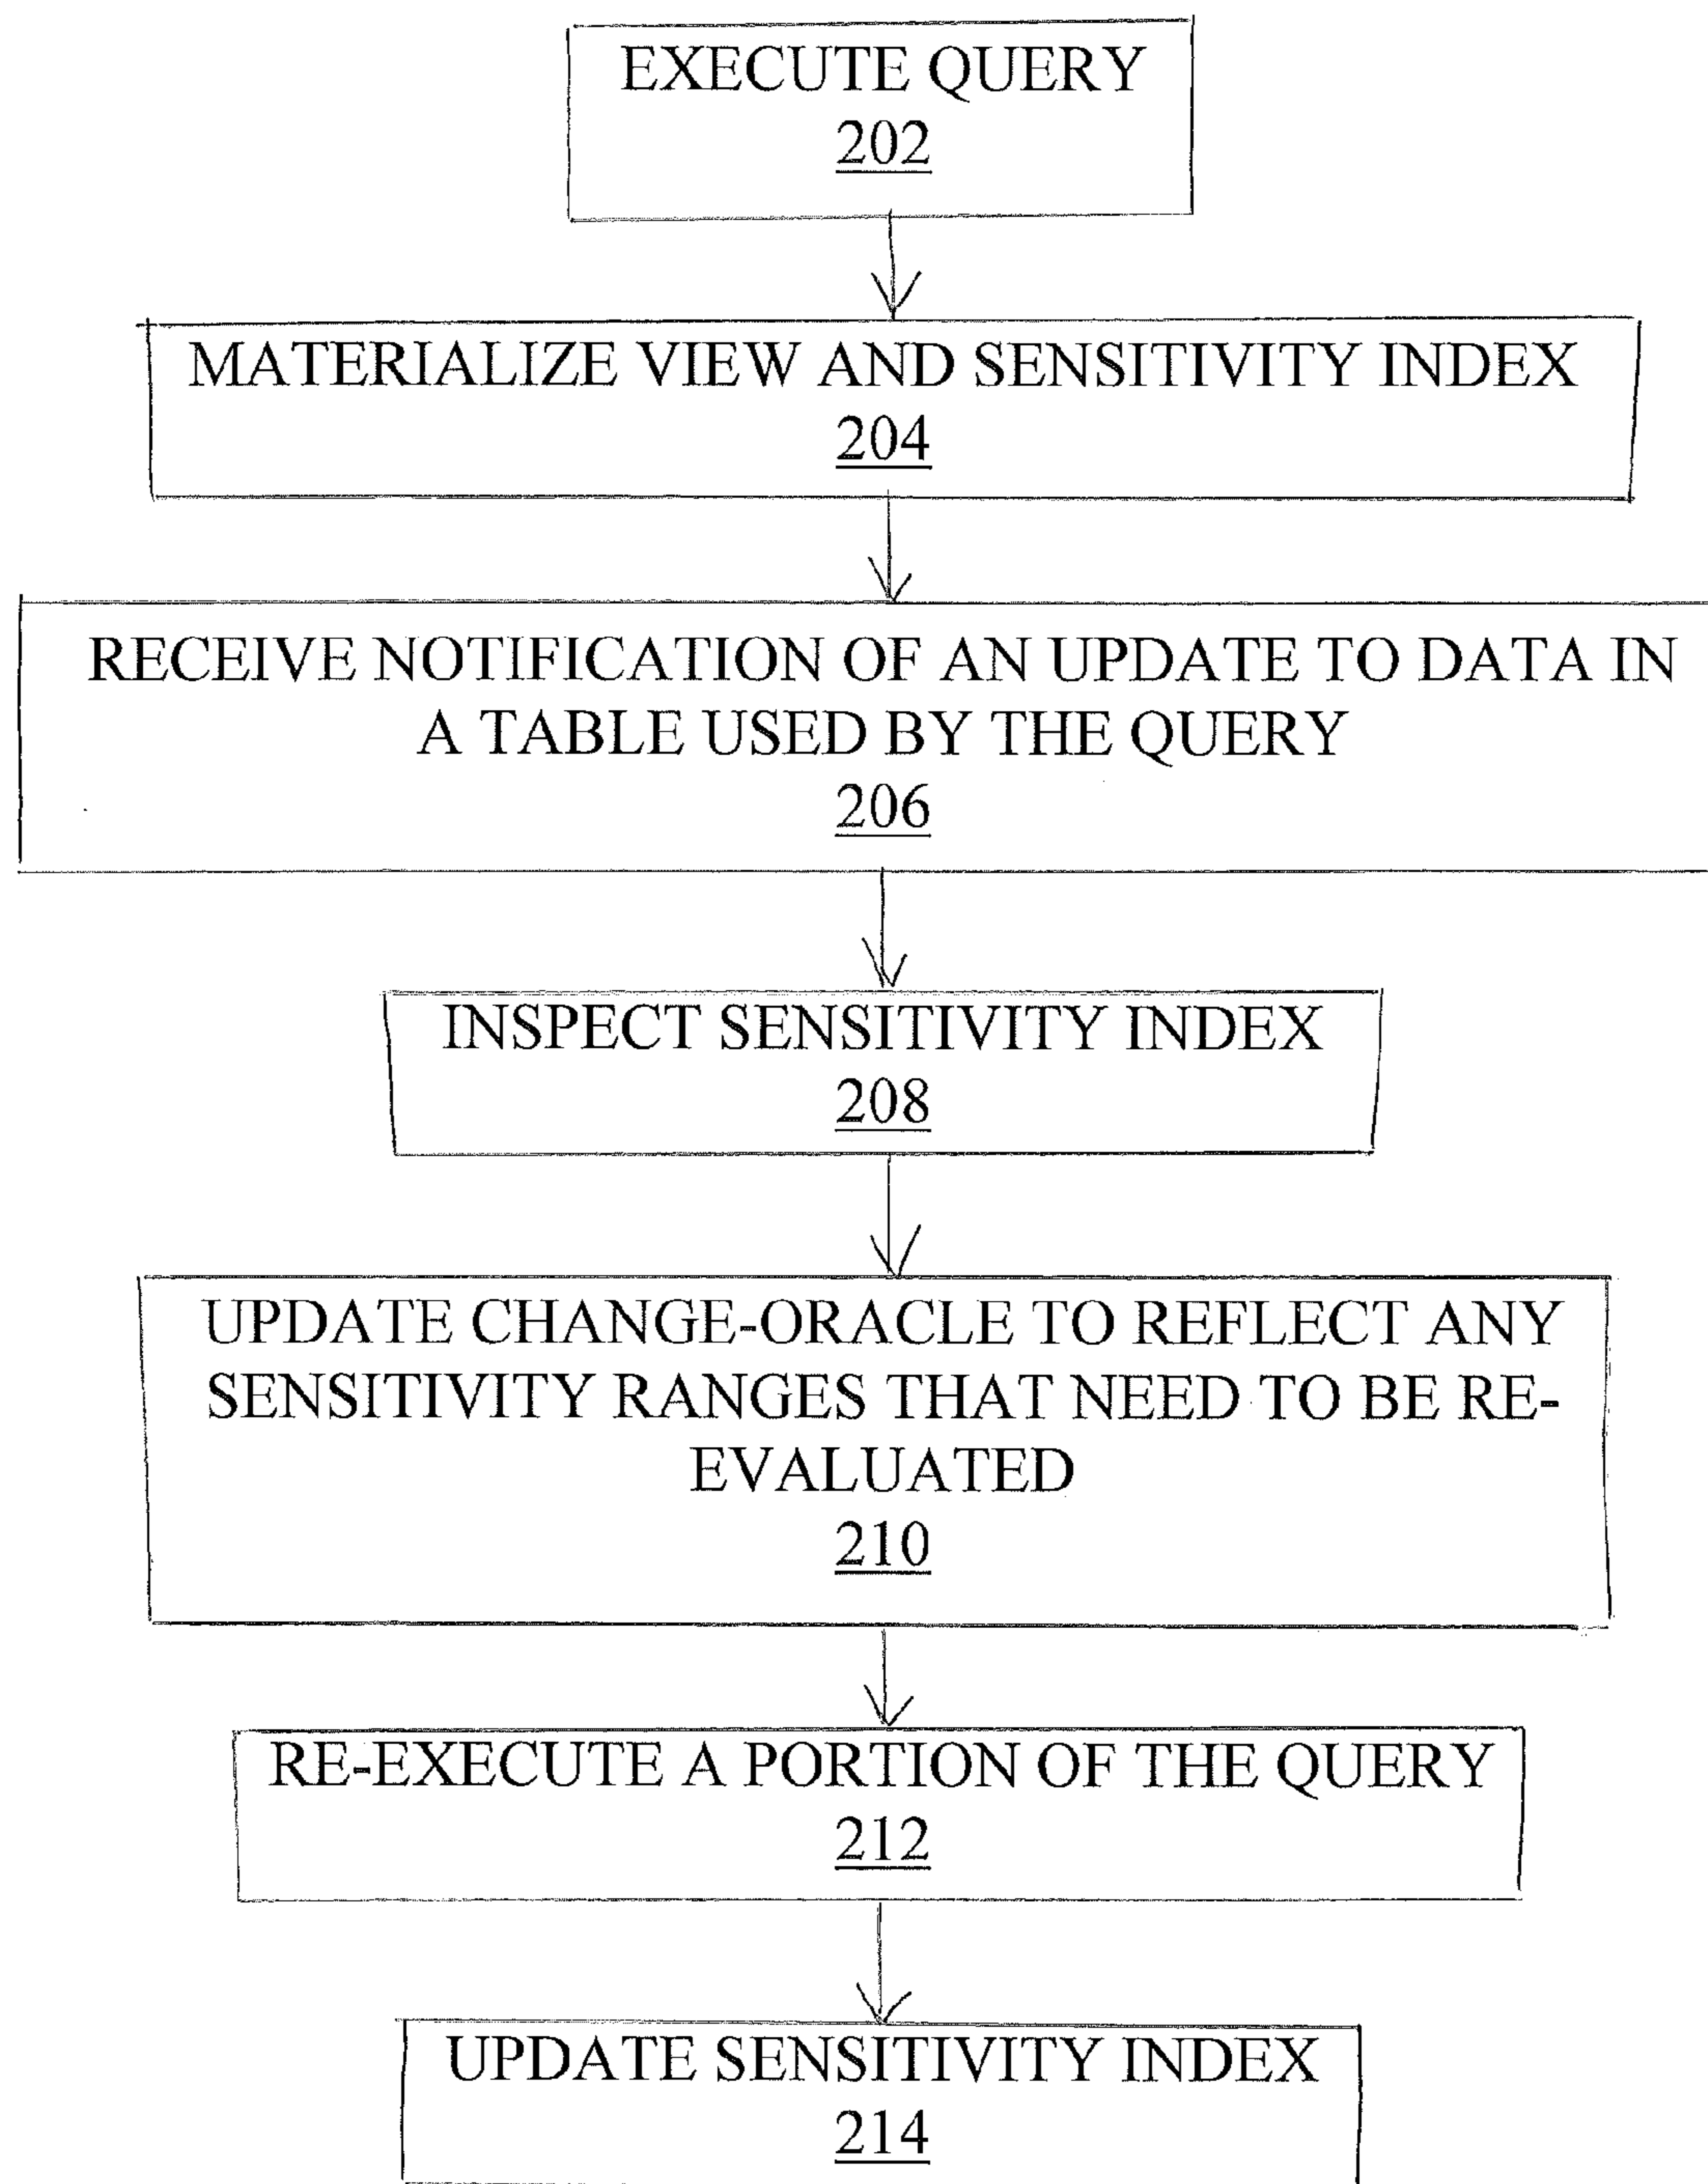 EXECUTE QUERY
202
MATERIALIZE VIEW AND SENSITIVITY INDEX
204
RECEIVE NOTIFICATION OF AN UPDATE TO DATA IN
A TABLE USED BY THE QUERY
206
INSPECT SENSITIVITY INDEX
208
UPDATE CHANGE-ORACLE TO REFLECT ANY
SENSITIVITY RANGES THAT NEED TO BE RE-
EVALUATED
210
RE-EXECUTE A PORTION OF THE QUERY
212
UPDATE SENSITIVITY INDEX
214